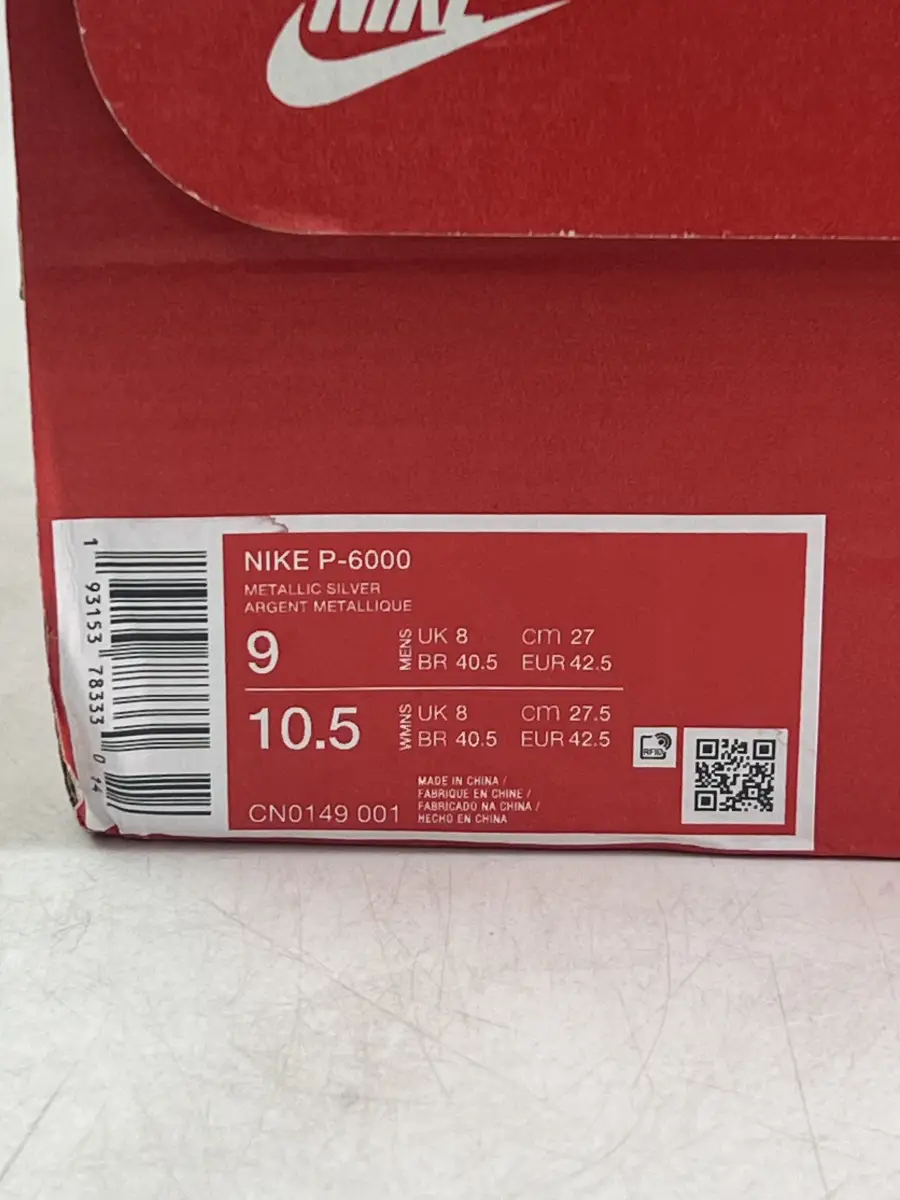 NIKE
1 93153 78333 0 14
NIKE P-6000
METALLIC SILVER
ARGENT METALLIQUE
9 MENS UK 8 cm 27
BR 40.5 EUR 42.5
10.5 WMNS UK 8 cm 27.5
BR 40.5 EUR 42.5
RFID
CN0149 001
MADE IN CHINA /
FABRIQUE EN CHINE /
FABRICADO NA CHINA /
HECHO EN CHINA